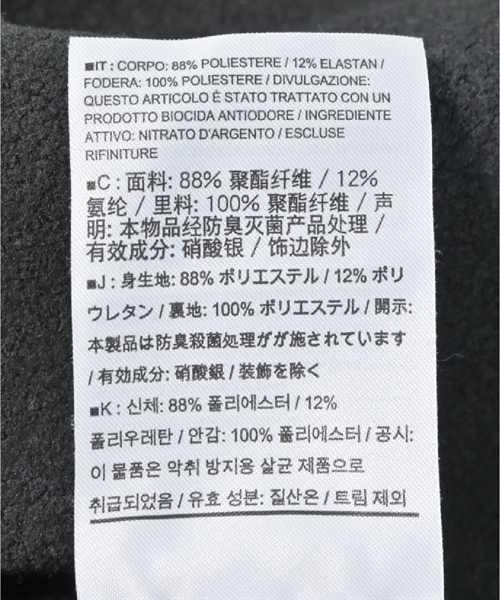 ■IT : CORPO: 88% POLIESTERE / 12% ELASTAN /
FODERA: 100% POLIESTERE / DIVULGAZIONE:
QUESTO ARTICOLO È STATO TRATTATO CON UN
PRODOTTO BIOCIDA ANTIODORE / INGREDIENTE
ATTIVO: NITRATO D'ARGENTO / ESCLUSE
RIFINITURE
■C : 面料: 88% 聚酯纤维 / 12%
氨纶 / 里料: 100% 聚酯纤维 / 声
明: 本物品经防臭灭菌产品处理 /
有效成分: 硝酸银 / 饰边除外
■J : 身生地: 88% ポリエステル / 12% ポリ
ウレタン / 裏地: 100% ポリエステル / 開示:
本製品は防臭殺菌処理がが施されています
/ 有効成分: 硝酸銀 / 装飾を除く
■K : 신체: 88% 폴리에스터 / 12%
폴리우레탄 / 안감: 100% 폴리에스터 / 공시:
이 물품은 악취 방지용 살균 제품으로
취급되었음 / 유효 성분: 질산은 / 트림 제외